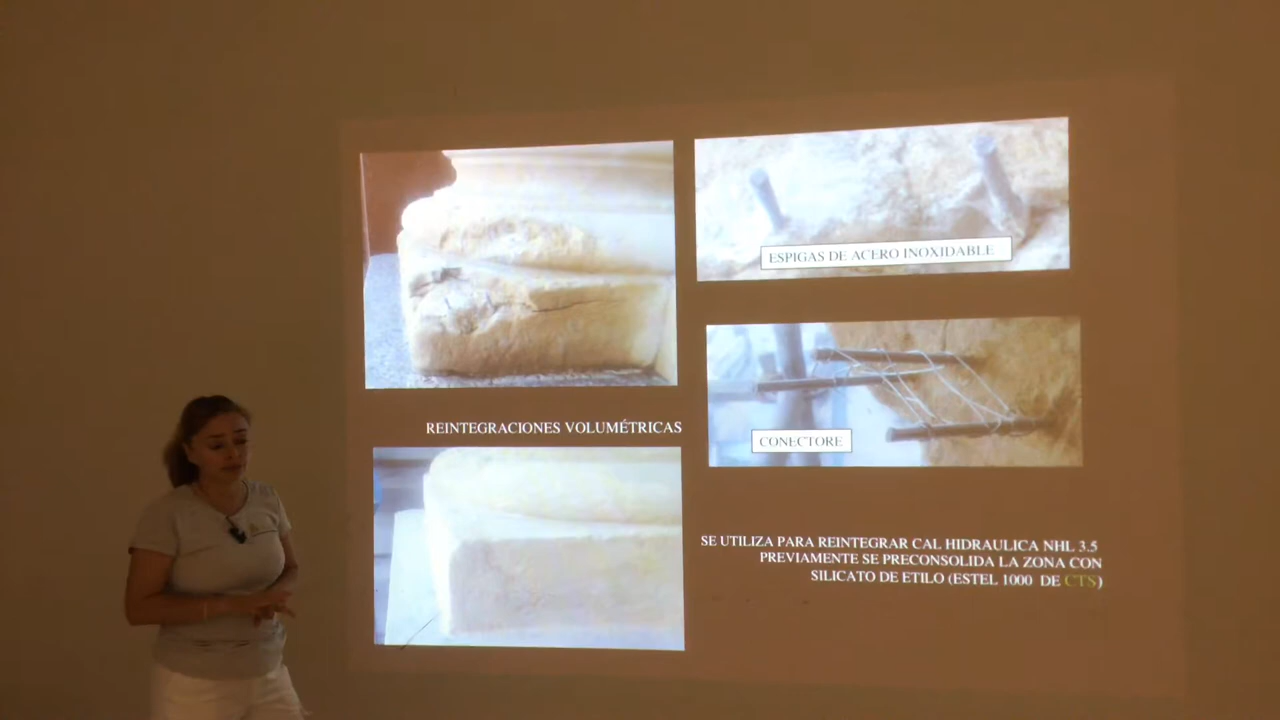 ESPIGAS DE ACERO INOXIDABLE
REINTEGRACIONES VOLUMÉTRICAS
CONECTORE
SE UTILIZA PARA REINTEGRAR CAL HIDRAULICA NHL 3.5
PREVIAMENTE SE PRECONSOLIDA LA ZONA CON
SILICATO DE ETILO (ESTEL 1000 DE CTS)